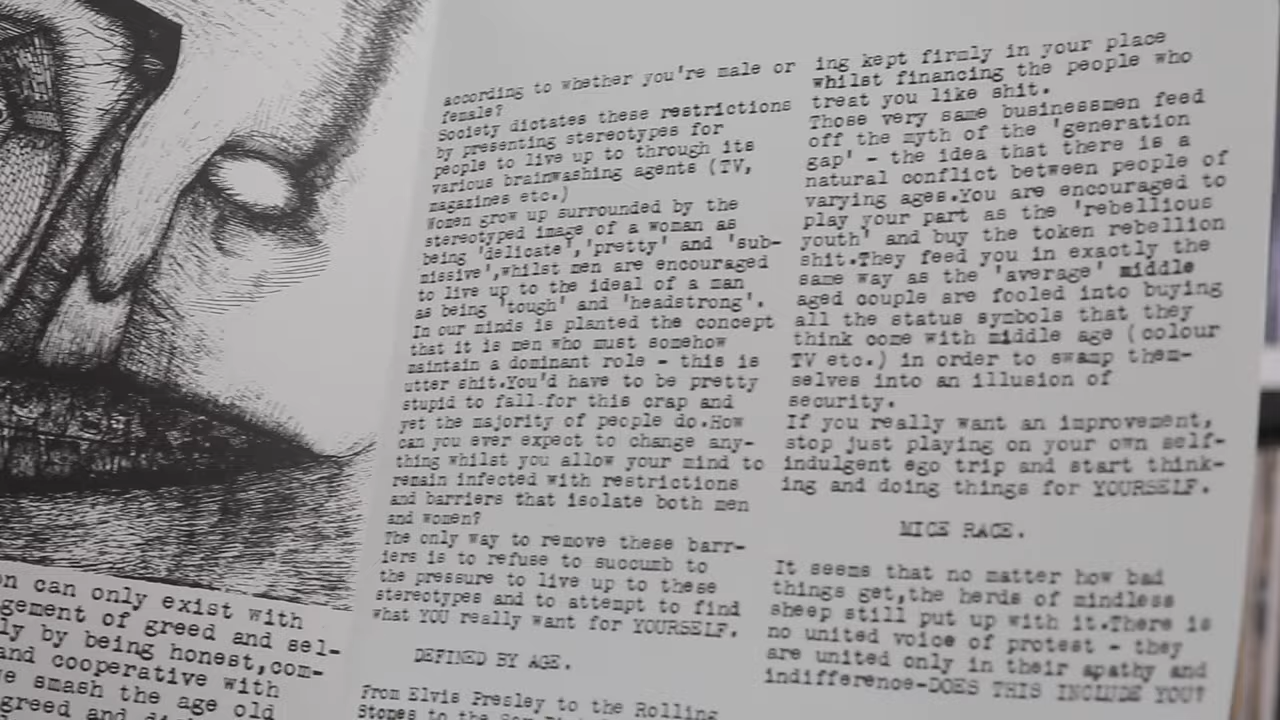 on can only exist with
gement of greed and sel-
ly by being honest,com-
and cooperative with
e smash the age old
greed and
according to whether you're male or
female?
Society dictates these restrictions
by presenting stereotypes for
people to live up to through its
various brainwashing agents (TV,
magazines etc.)
Women grow up surrounded by the
stereotyped image of a woman as
being 'delicate','pretty' and 'sub-
missive',whilst men are encouraged
to live up to the ideal of a man
as being 'tough' and 'headstrong'.
In our minds is planted the concept
that it is men who must somehow
maintain a dominant role - this is
utter shit.You'd have to be pretty
stupid to fall for this crap and
yet the majority of people do.How
can you ever expect to change any-
thing whilst you allow your mind to
remain infected with restrictions
and barriers that isolate both men
and women?
The only way to remove these barr-
iers is to refuse to succumb to
the pressure to live up to these
stereotypes and to attempt to find
what YOU really want for YOURSELF.
DEFINED BY AGE.
From Elvis Presley to the Rolling
Stones to the
ing kept firmly in your place
whilst financing the people who
treat you like shit.
Those very same businessmen feed
off the myth of the 'generation
gap' - the idea that there is a
natural conflict between people of
varying ages.You are encouraged to
play your part as the 'rebellious
youth' and buy the token rebellion
shit.They feed you in exactly the
same way as the 'average' middle
aged couple are fooled into buying
all the status symbols that they
think come with middle age (colour
TV etc.) in order to swamp them-
selves into an illusion of
security.
If you really want an improvement,
stop just playing on your own self-
indulgent ego trip and start think-
ing and doing things for YOURSELF.
MICE RACE.
It seems that no matter how bad
things get,the herds of mindless
sheep still put up with it.There is
no united voice of protest - they
are united only in their apathy and
indifference-DOES THIS INCLUDE YOU?